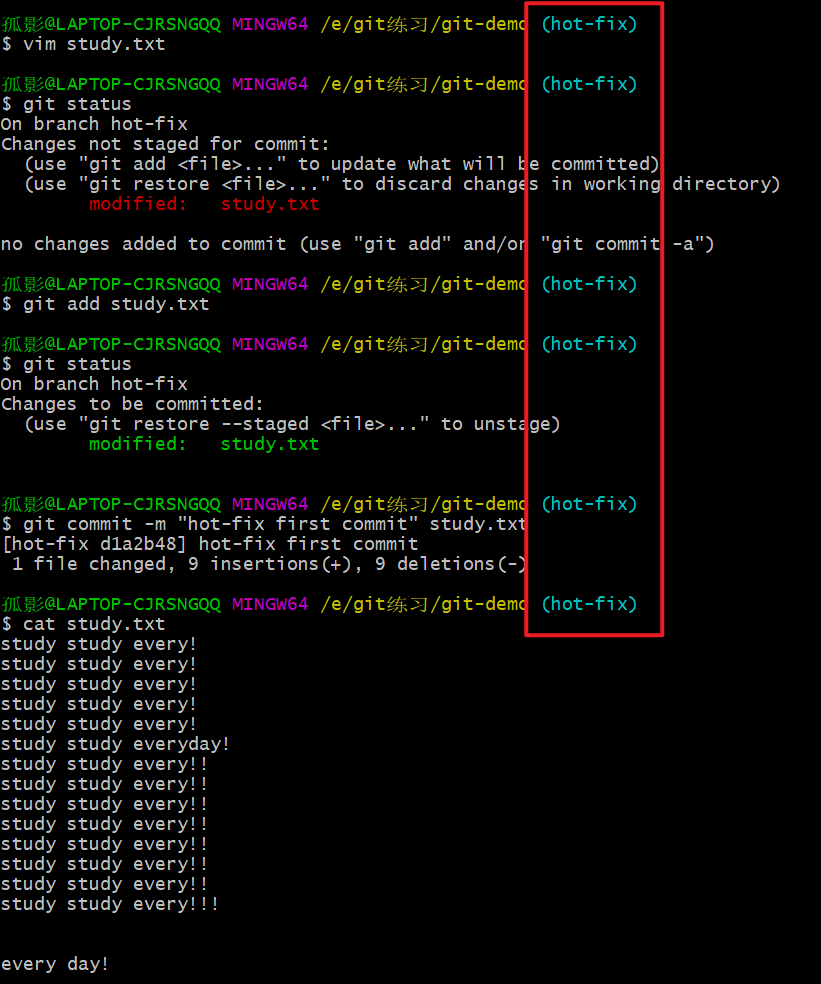 孤影@LAPTOP-CJRSNGQQ MINGW64 /e/git练习/git-demo (hot-fix)
$ vim study.txt
孤影@LAPTOP-CJRSNGQQ MINGW64 /e/git练习/git-demo (hot-fix)
$ git status
On branch hot-fix
Changes not staged for commit:
  (use "git add <file>..." to update what will be committed)
  (use "git restore <file>..." to discard changes in working directory)
        modified:   study.txt
no changes added to commit (use "git add" and/or "git commit -a")
孤影@LAPTOP-CJRSNGQQ MINGW64 /e/git练习/git-demo (hot-fix)
$ git add study.txt
孤影@LAPTOP-CJRSNGQQ MINGW64 /e/git练习/git-demo (hot-fix)
$ git status
On branch hot-fix
Changes to be committed:
  (use "git restore --staged <file>..." to unstage)
        modified:   study.txt
孤影@LAPTOP-CJRSNGQQ MINGW64 /e/git练习/git-demo (hot-fix)
$ git commit -m "hot-fix first commit" study.txt
[hot-fix d1a2b48] hot-fix first commit
 1 file changed, 9 insertions(+), 9 deletions(-)
孤影@LAPTOP-CJRSNGQQ MINGW64 /e/git练习/git-demo (hot-fix)
$ cat study.txt
study study every!
study study every!
study study every!
study study every!
study study every!
study study everyday!
study study every!!
study study every!!
study study every!!
study study every!!
study study every!!
study study every!!
study study every!!
study study every!!!
every day!